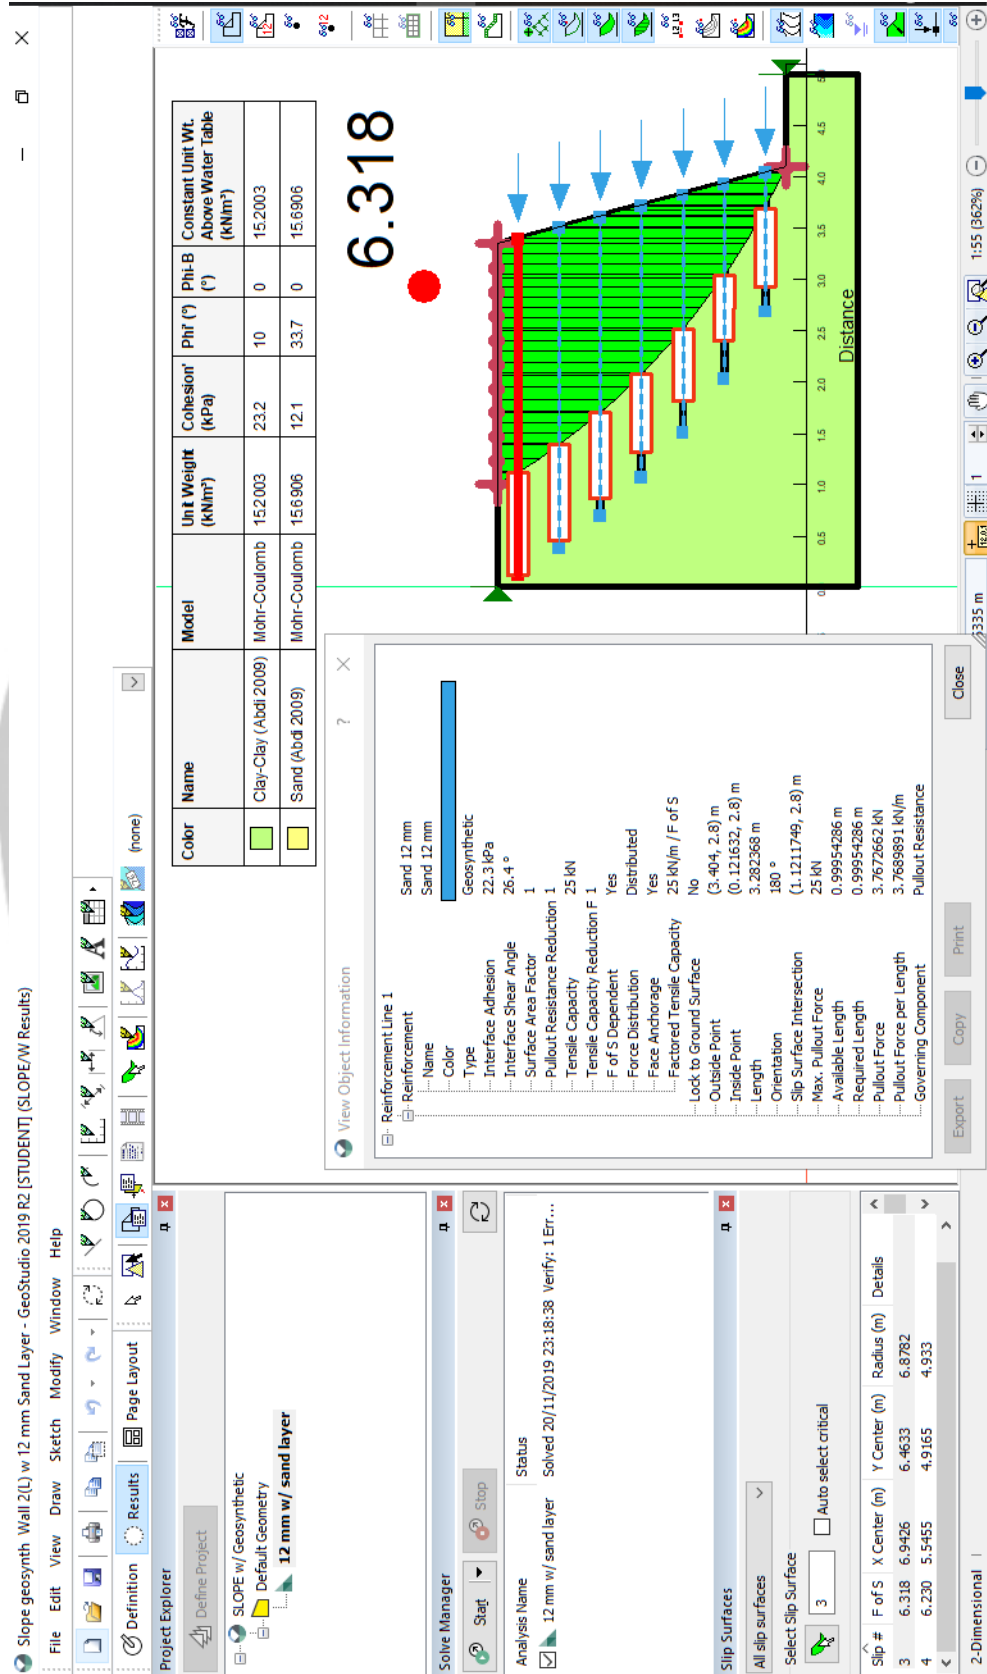 Slope geosynth Wall 2(L) w 12 mm Sand Layer - GeoStudio 2019 R2 [STUDENT] (SLOPE/W Results)
File Edit View Draw Sketch Modify Window Help
Definition Results Page Layout
(none)
Project Explorer
Define Project
SLOPE w/ Geosynthetic
Default Geometry
12 mm w/ sand layer
Solve Manager
Start Stop
Analysis Name Status
12 mm w/ sand layer Solved 20/11/2019 23:18:38 Verify: 1 Err...
Slip Surfaces
All slip surfaces
Select Slip Surface
3 Auto select critical
Slip # F of S X Center (m) Y Center (m) Radius (m) Details
3 6.318 6.9426 6.4633 6.8782
4 6.230 5.5455 4.9165 4.933
2-Dimensional
Color Name Model Unit Weight (kN/m³) Cohesion' (kPa) Phi' (°) Phi-B (°) Constant Unit Wt. Above Water Table (kN/m³)
Clay-Clay (Abdi 2009) Mohr-Coulomb 152003 23.2 10 0 15.2003
Sand (Abdi 2009) Mohr-Coulomb 156906 12.1 33.7 0 15.6906
6.318
View Object Information ?
Reinforcement Line 1
Reinforcement Sand 12 mm
Name Sand 12 mm
Color
Type Geosynthetic
Interface Adhesion 22.3 kPa
Interface Shear Angle 26.4 °
Surface Area Factor 1
Pullout Resistance Reduction 1
Tensile Capacity 25 kN
Tensile Capacity Reduction F 1
F of S Dependent Yes
Force Distribution Distributed
Face Anchorage Yes
Factored Tensile Capacity 25 kN/m / F of S
Lock to Ground Surface No
Outside Point (3.404, 2.8) m
Inside Point (0.121632, 2.8) m
Length 3.282368 m
Orientation 180 °
Slip Surface Intersection (1.1211749, 2.8) m
Max. Pullout Force 25 kN
Available Length 0.99954286 m
Required Length 0.99954286 m
Pullout Force 3.7672662 kN
Pullout Force per Length 3.7689891 kN/m
Governing Component Pullout Resistance
Export Copy Print Close
0 0.5 1.0 1.5 2.0 2.5 3.0 3.5 4.0 4.5 5.0
Distance
5335 m
1
1:55 (362%)